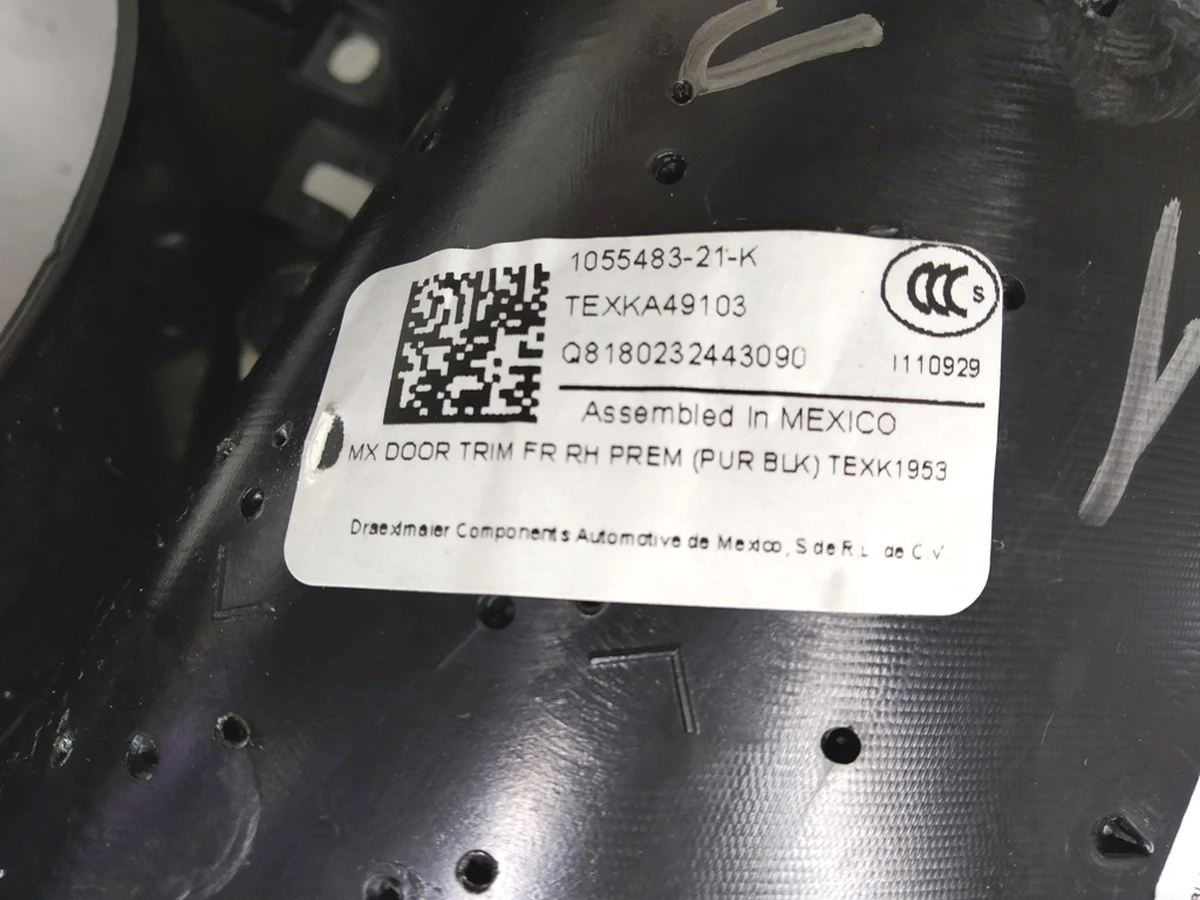 1055483-21-K
TEXKA49103
Q8180232443090
CCC S
I110929
Assembled In MEXICO
MX DOOR TRIM FR RH PREM (PUR BLK) TEXK1953
Draexlmaier Components Automotive de Mexico, S de R.L de C.V.